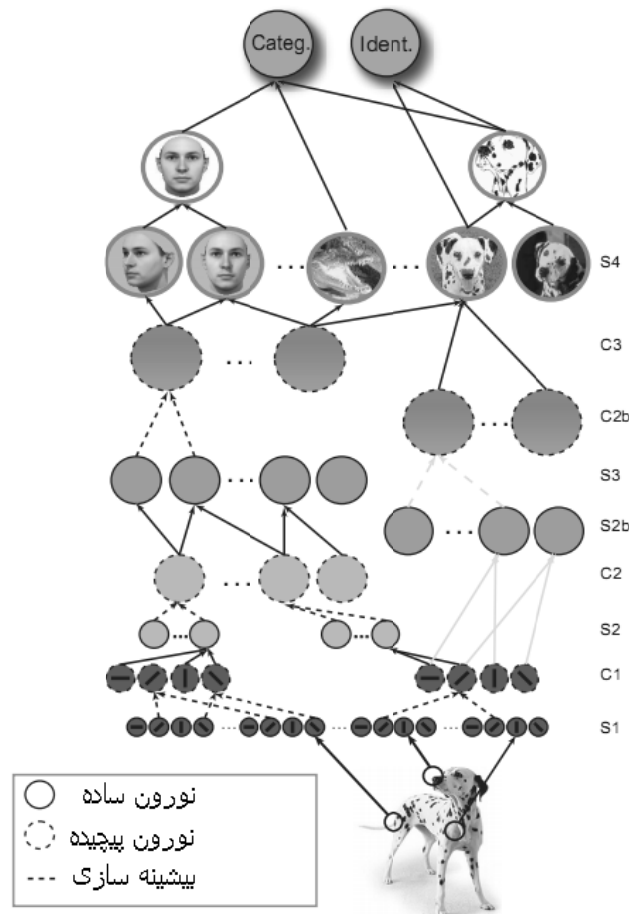 Categ. Ident.
S4
C3
C2b
S3
S2b
C2
S2
C1
S1
نورون ساده
نورون پیچیده
بیشینه سازی